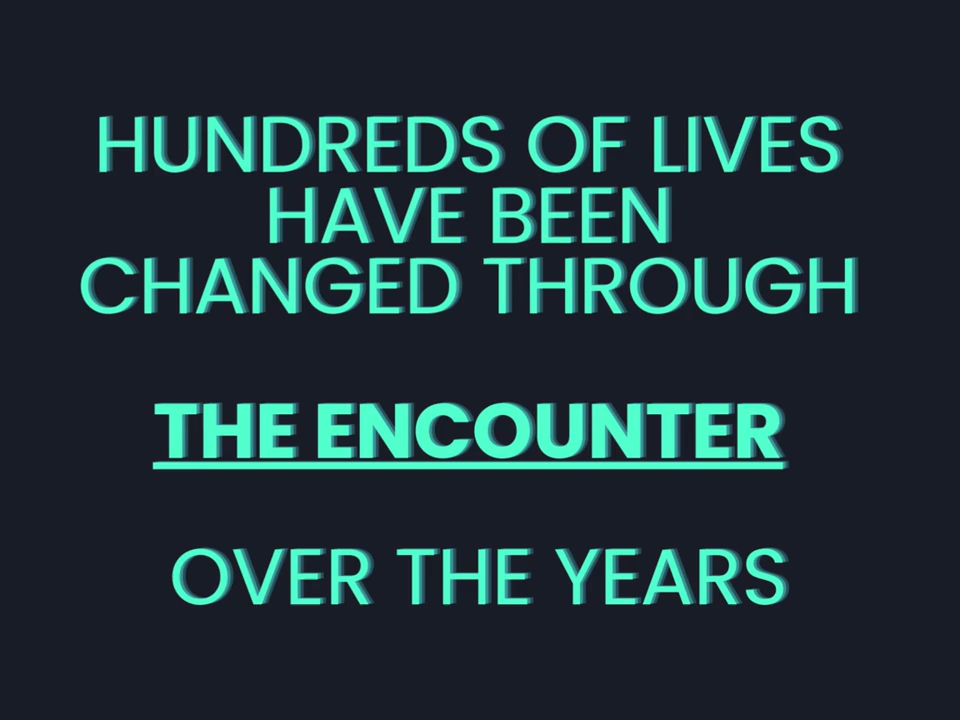 HUNDREDS OF LIVES
HAVE BEEN
CHANGED THROUGH
THE ENCOUNTER
OVER THE YEARS